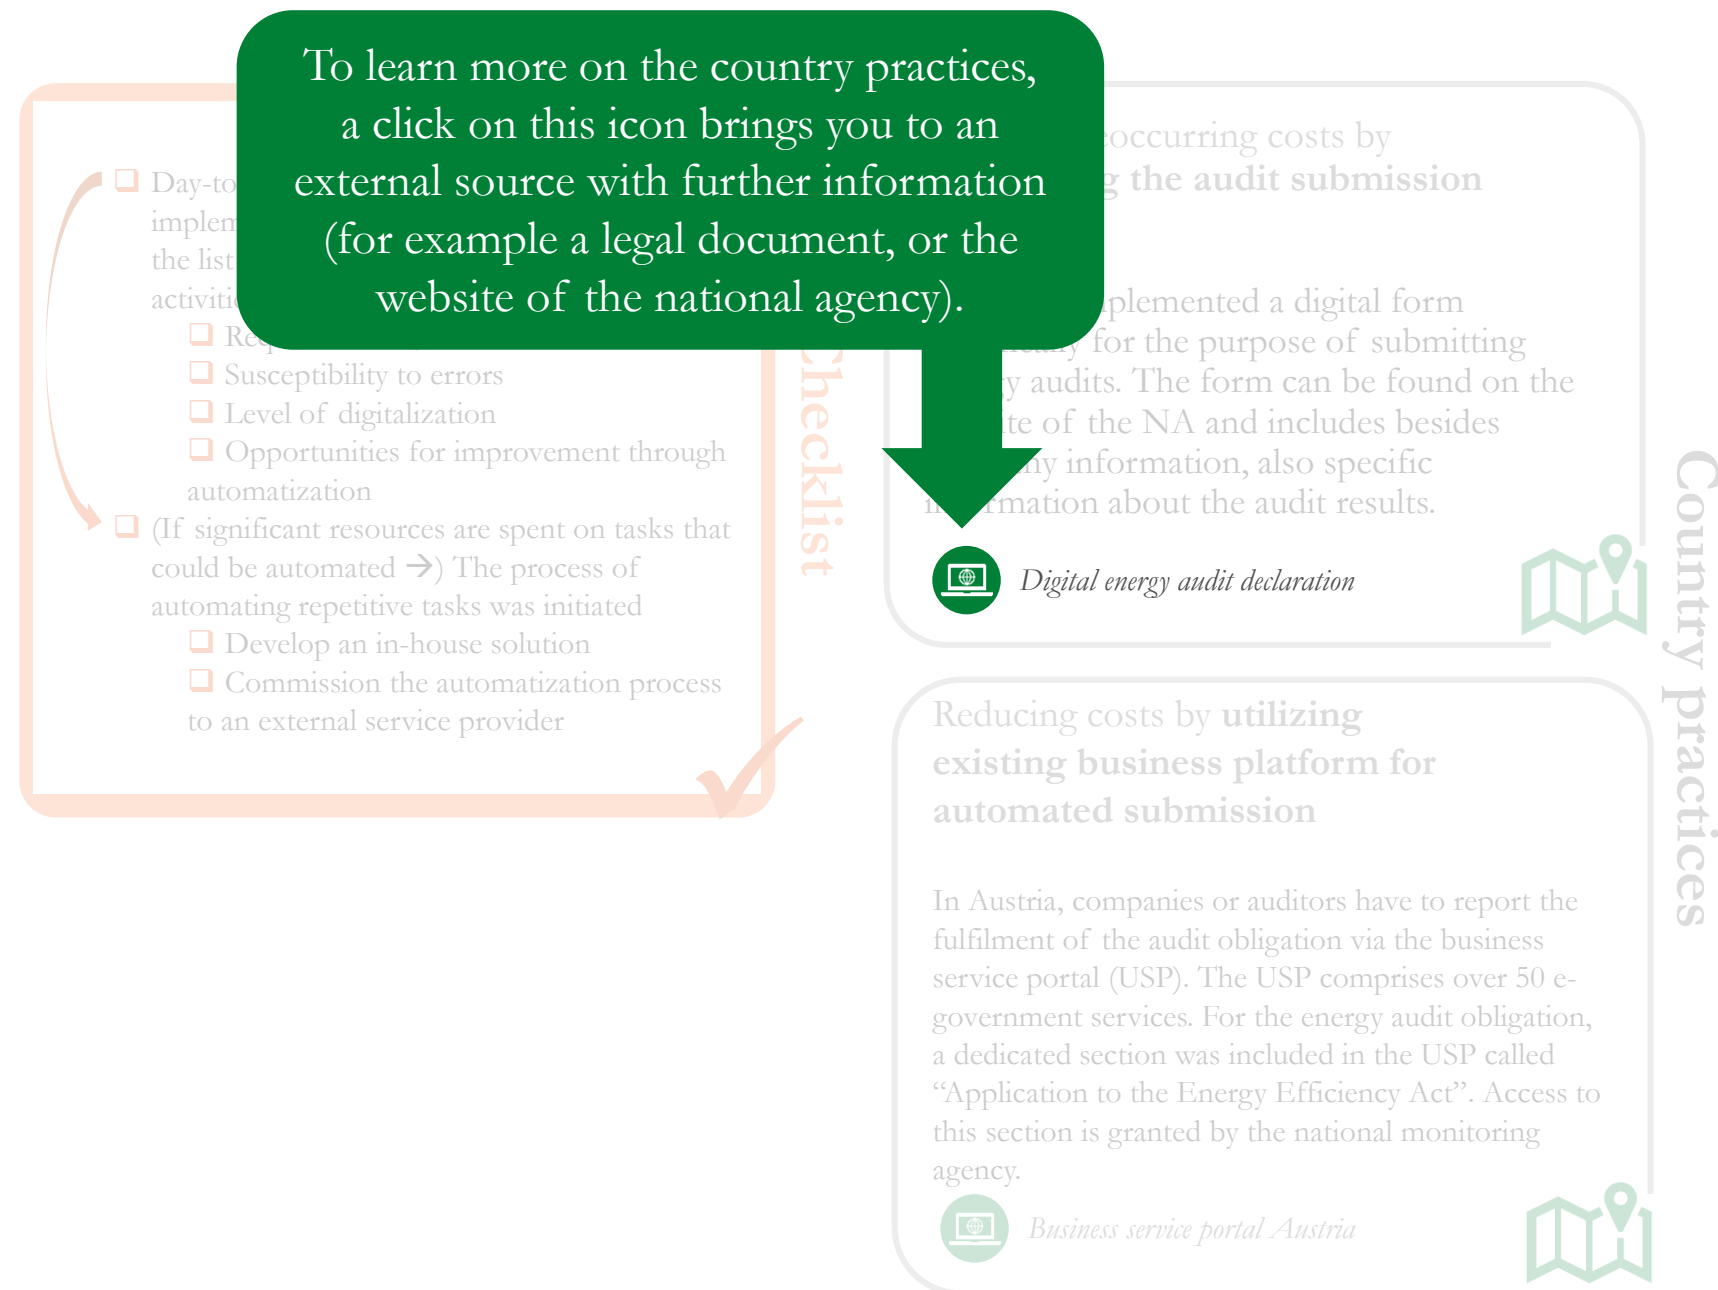 To learn more on the country practices,
a click on this icon brings you to an
external source with further information
(for example a legal document, or the
website of the national agency).
❑ Day-to
implem
the list
activiti
❑ Req
❑ Susceptibility to errors
❑ Level of digitalization
❑ Opportunities for improvement through
automatization
❑ (If significant resources are spent on tasks that
could be automated →) The process of
automating repetitive tasks was initiated
❑ Develop an in-house solution
❑ Commission the automatization process
to an external service provider
Checklist
eoccurring costs by
g the audit submission
plemented a digital form
cally for the purpose of submitting
y audits. The form can be found on the
ite of the NA and includes besides
ny information, also specific
rmation about the audit results.
Digital energy audit declaration
Country practices
Reducing costs by utilizing
existing business platform for
automated submission
In Austria, companies or auditors have to report the
fulfilment of the audit obligation via the business
service portal (USP). The USP comprises over 50 e-
government services. For the energy audit obligation,
a dedicated section was included in the USP called
“Application to the Energy Efficiency Act”. Access to
this section is granted by the national monitoring
agency.
Business service portal Austria